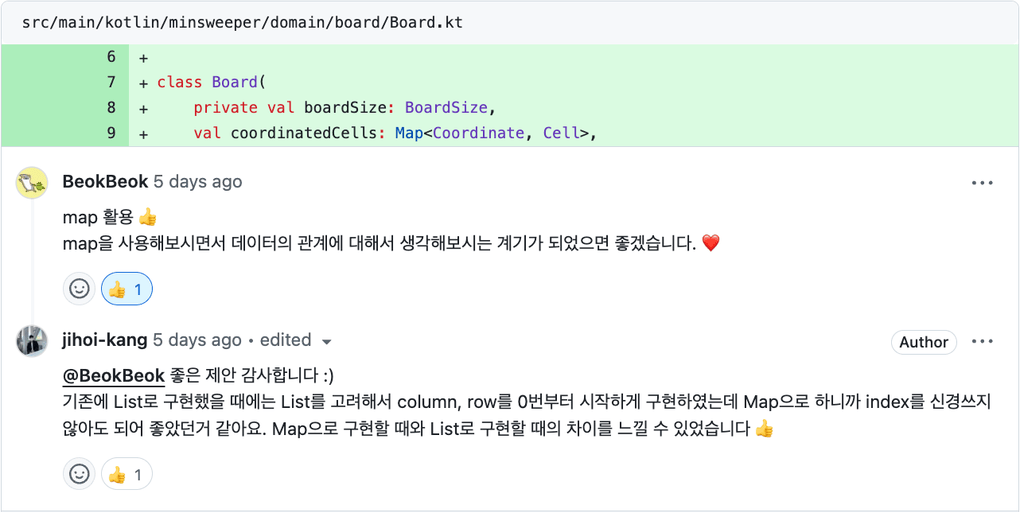 src/main/kotlin/minsweeper/domain/board/Board.kt
6 +
7 + class Board(
8 + private val boardSize: BoardSize,
9 + val coordinatedCells: Map<Coordinate, Cell>,
BeokBeok 5 days ago
map 활용 👍
map을 사용해보시면서 데이터의 관계에 대해서 생각해보시는 계기가 되었으면 좋겠습니다. ❤️
👍 1
jihoi-kang 5 days ago • edited
Author
@BeokBeok 좋은 제안 감사합니다 :)
기존에 List로 구현했을 때에는 List를 고려해서 column, row를 0번부터 시작하게 구현하였는데 Map으로 하니까 index를 신경쓰지
않아도 되어 좋았던거 같아요. Map으로 구현할 때와 List로 구현할 때의 차이를 느낄 수 있었습니다 👍
👍 1